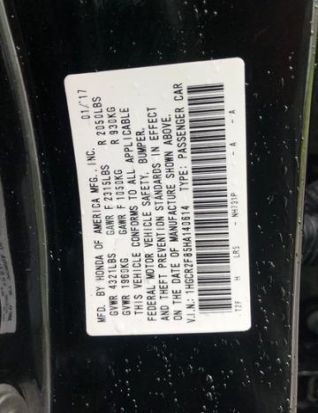 MFD. BY HONDA OF AMERICA MFG., INC. 01/17
GVWR 4321LBS GAWR F 2315LBS R 2050LBS
GVWR 1960KG GAWR F 1050KG R 930KG
THIS VEHICLE CONFORMS TO ALL APPLICABLE
FEDERAL MOTOR VEHICLE SAFETY, BUMPER,
AND THEFT PREVENTION STANDARDS IN EFFECT
ON THE DATE OF MANUFACTURE SHOWN ABOVE.
V.I.N.: 1HGCR2F85HA140614 TYPE: PASSENGER CAR
H - NH731P - A - A